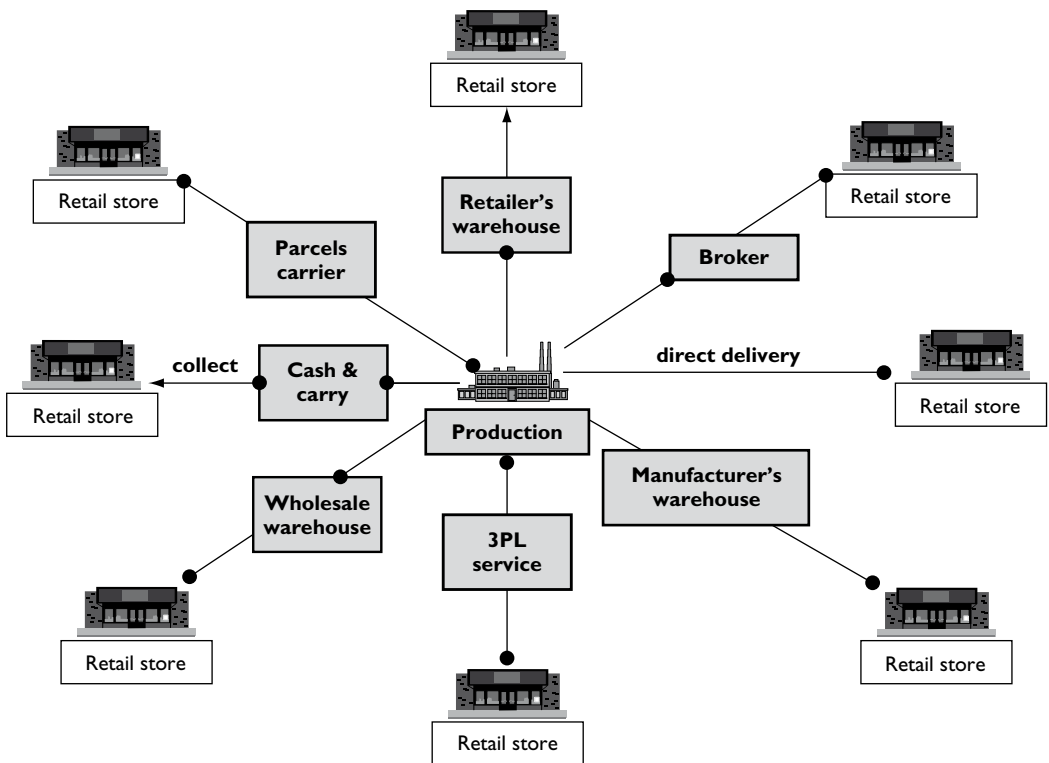 Retail store
Retail store
Retail store
Retailer's
warehouse
Parcels
carrier
Broker
collect
direct delivery
Cash &
carry
Retail store
Retail store
Production
Manufacturer's
warehouse
Wholesale
warehouse
3PL
service
Retail store
Retail store
Retail store